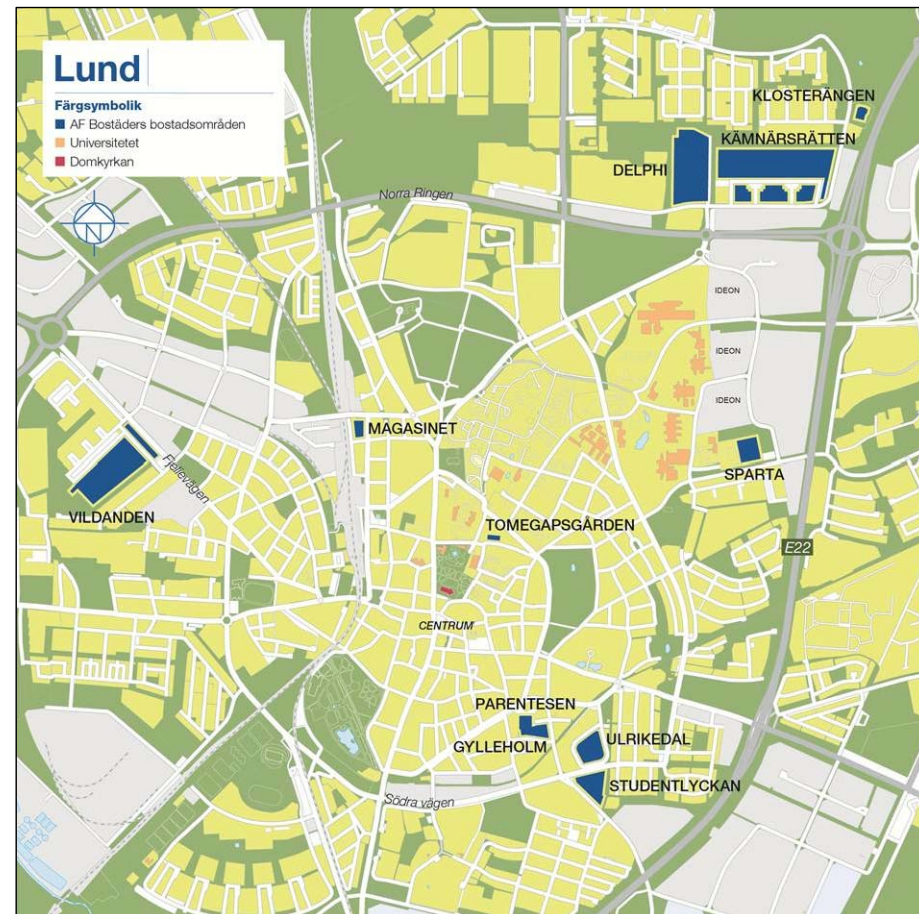 Lund
Färgsymbolik
AF Bostäders bostadsområden
Universitetet
Domkyrkan
N
KLOSTERÄNGEN
KÄMNÄRSRÄTTEN
DELPHI
Norra Ringen
IDEON
IDEON
IDEON
MAGASINET
Fjelievägen
SPARTA
VILDANDEN
TOMEGAPSGÅRDEN
E22
CENTRUM
PARENTESEN
GYLLEHOLM
ULRIKEDAL
STUDENTLYCKAN
Södra vägen